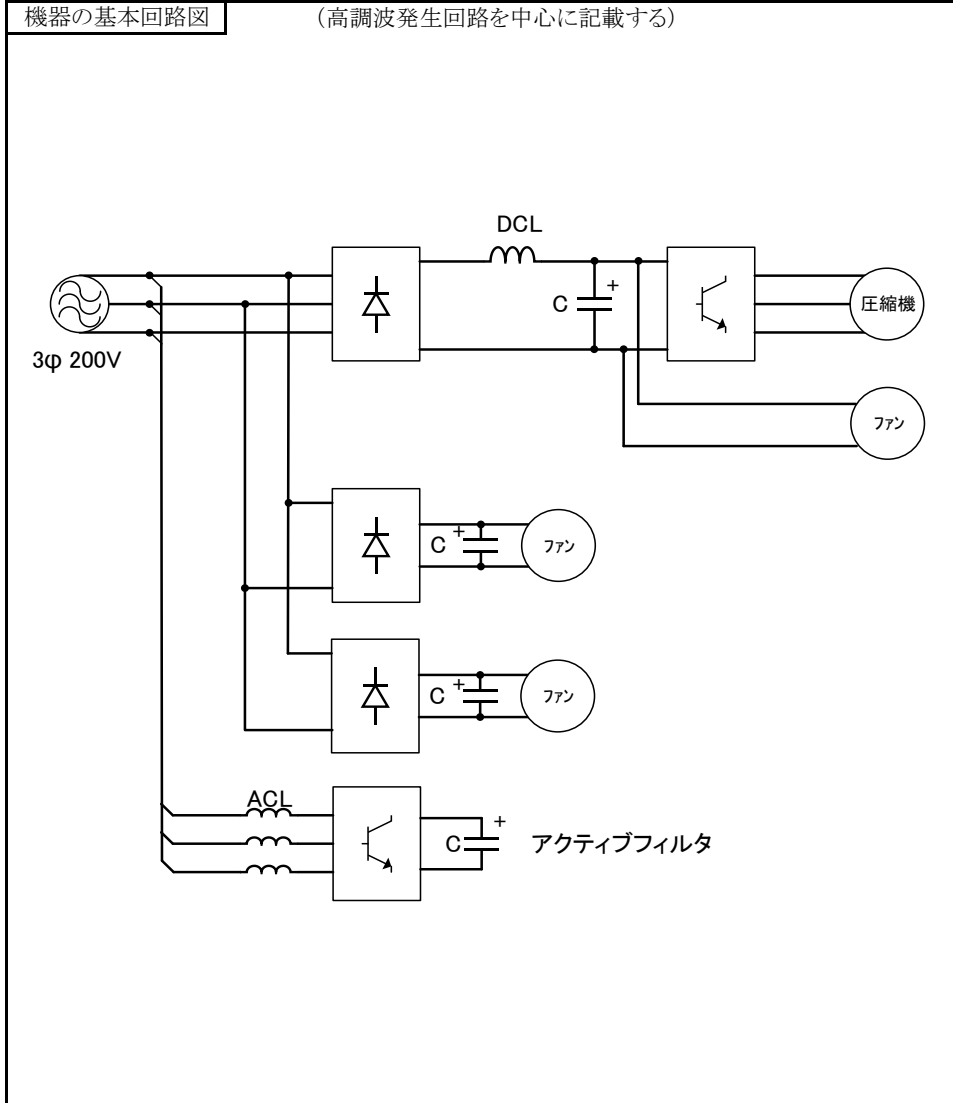 機器の基本回路図 (高調波発生回路を中心に記載する)
DCL
C +
圧縮機
3φ 200V
ファン
C + ファン
C + ファン
ACL
C + アクティブフィルタ